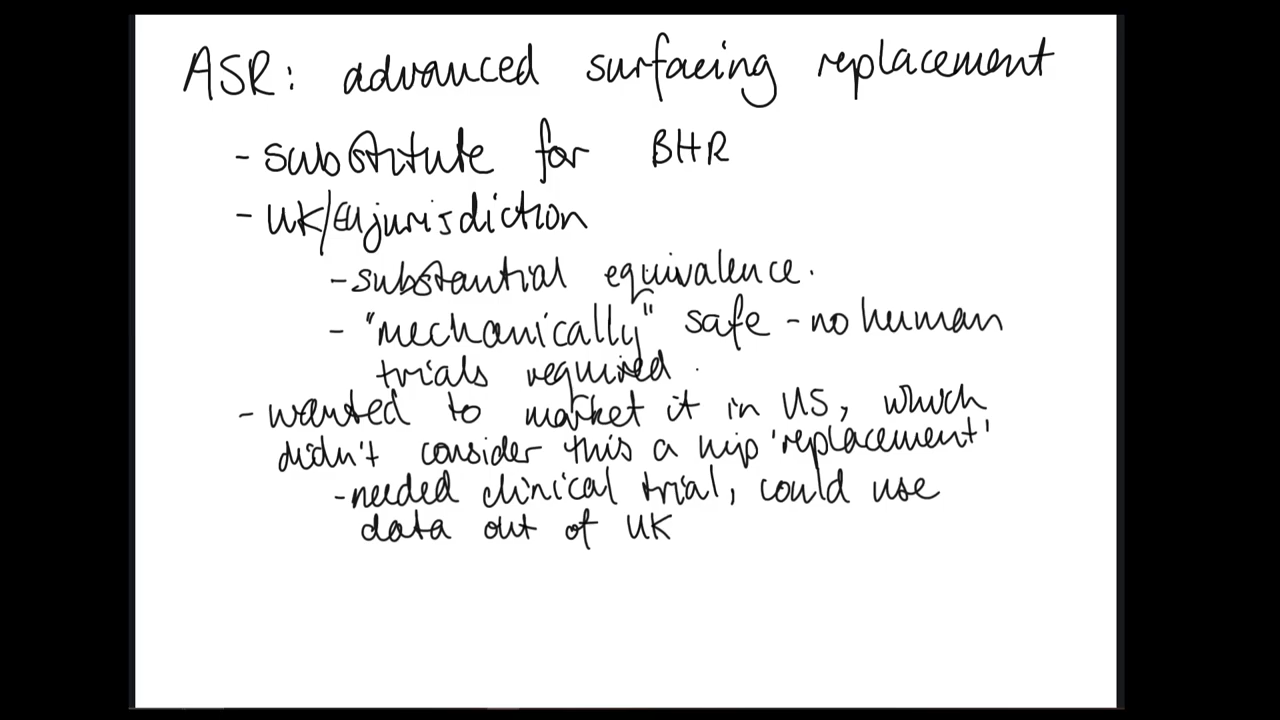 ASR: advanced surfacing replacement
- substitute for BHR
- UK/EU jurisdiction
- substantial equivalence.
- "mechanically" safe - no human
trials required.
- wanted to market it in US, which
didn't consider this a hip 'replacement'
- needed clinical trial, could use
data out of UK